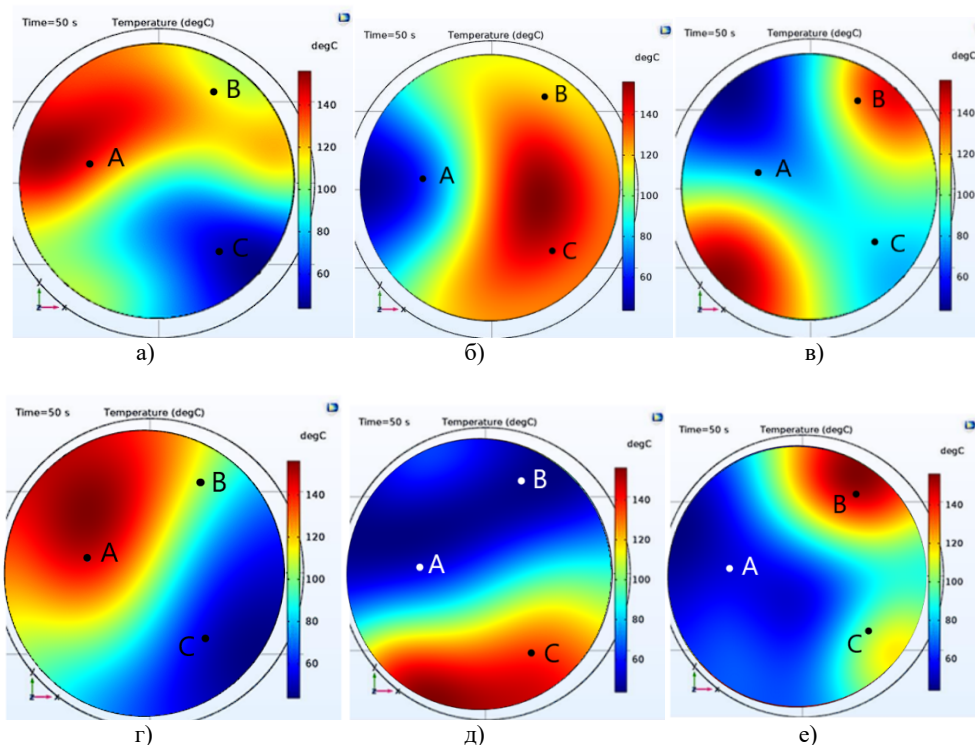 Time=50 s Temperature (degC)
degC
140
120
100
80
60
A
B
C
y
z x
а)
Time=50 s Temperature (degC)
degC
140
120
100
80
60
A
B
C
y
z x
б)
Time=50 s Temperature (degC)
degC
140
120
100
80
60
A
B
C
y
z x
в)
Time=50 s Temperature (degC)
degC
140
120
100
80
60
A
B
C
y
z x
г)
Time=50 s Temperature (degC)
degC
140
120
100
80
60
A
B
C
y
z x
д)
Time=50 s Temperature (degC)
degC
140
120
100
80
60
A
B
C
y
z x
е)